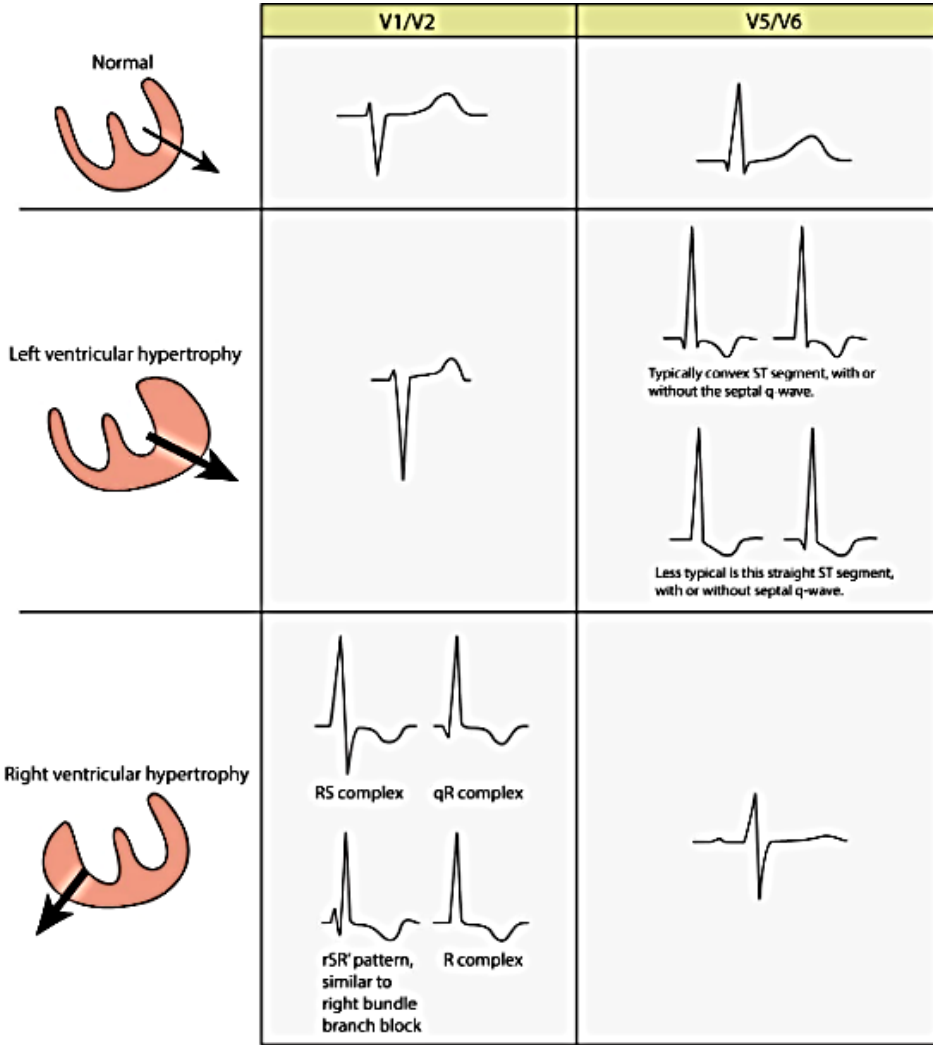 V1/V2
V5/V6
Normal
Left ventricular hypertrophy
Typically convex ST segment, with or
without the septal q-wave.
Less typical is this straight ST segment,
with or without septal q-wave.
Right ventricular hypertrophy
RS complex
qR complex
rSR' pattern,
similar to
right bundle
branch block
R complex